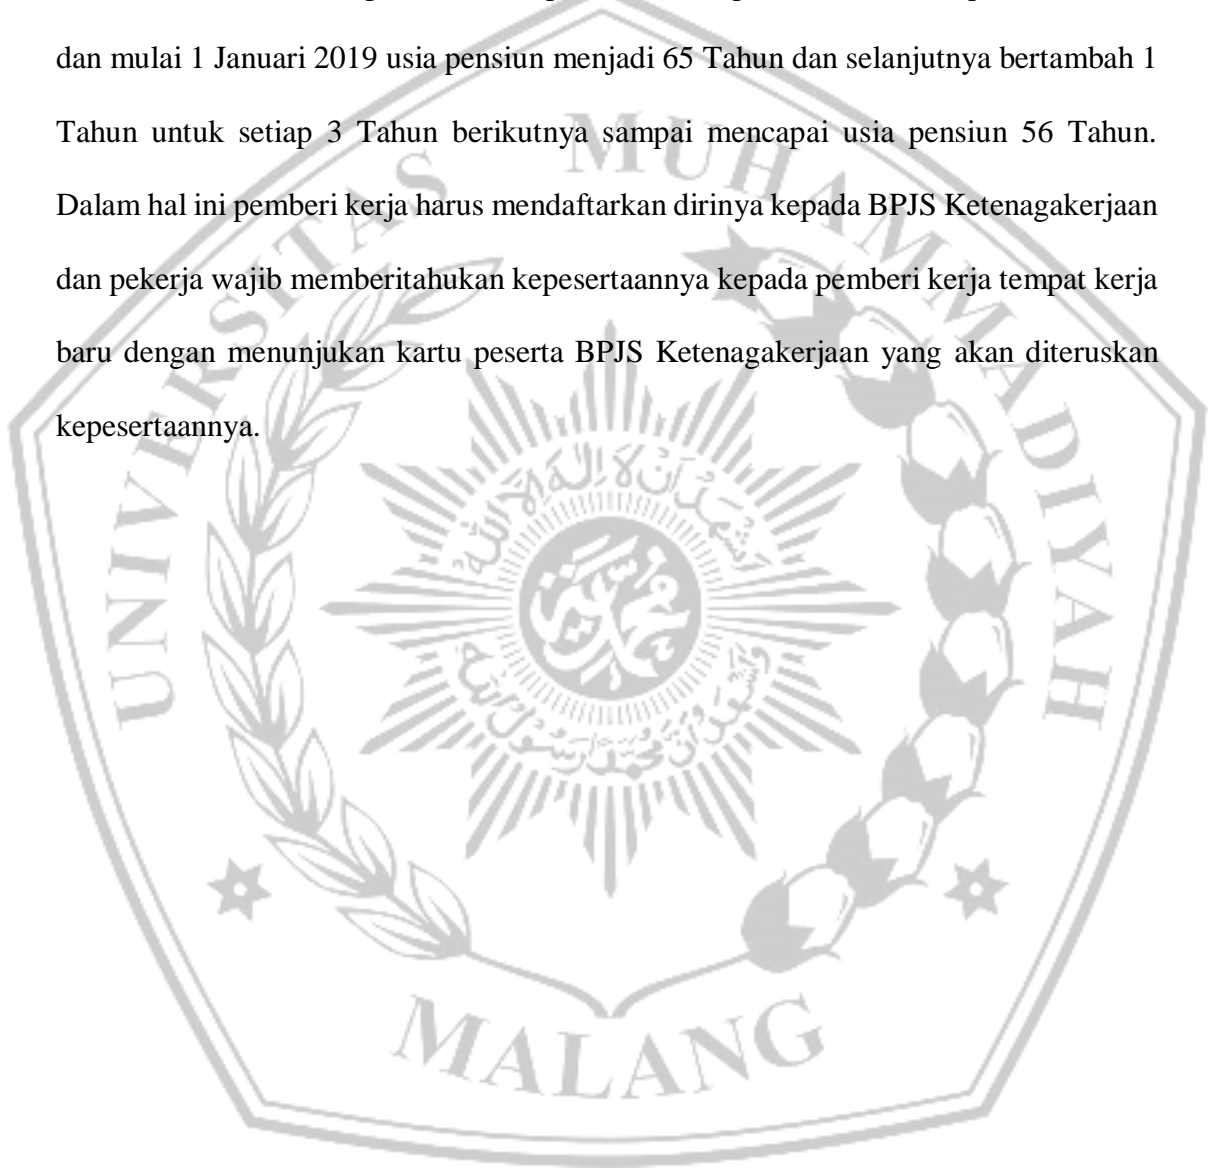 dan mulai 1 Januari 2019 usia pensiun menjadi 65 Tahun dan selanjutnya bertambah 1
Tahun untuk setiap 3 Tahun berikutnya sampai mencapai usia pensiun 56 Tahun.
Dalam hal ini pemberi kerja harus mendaftarkan dirinya kepada BPJS Ketenagakerjaan
dan pekerja wajib memberitahukan kepesertaannya kepada pemberi kerja tempat kerja
baru dengan menunjukan kartu peserta BPJS Ketenagakerjaan yang akan diteruskan
kepesertaannya.
UNIVERSITAS MUHAMMADIYAH
MALANG